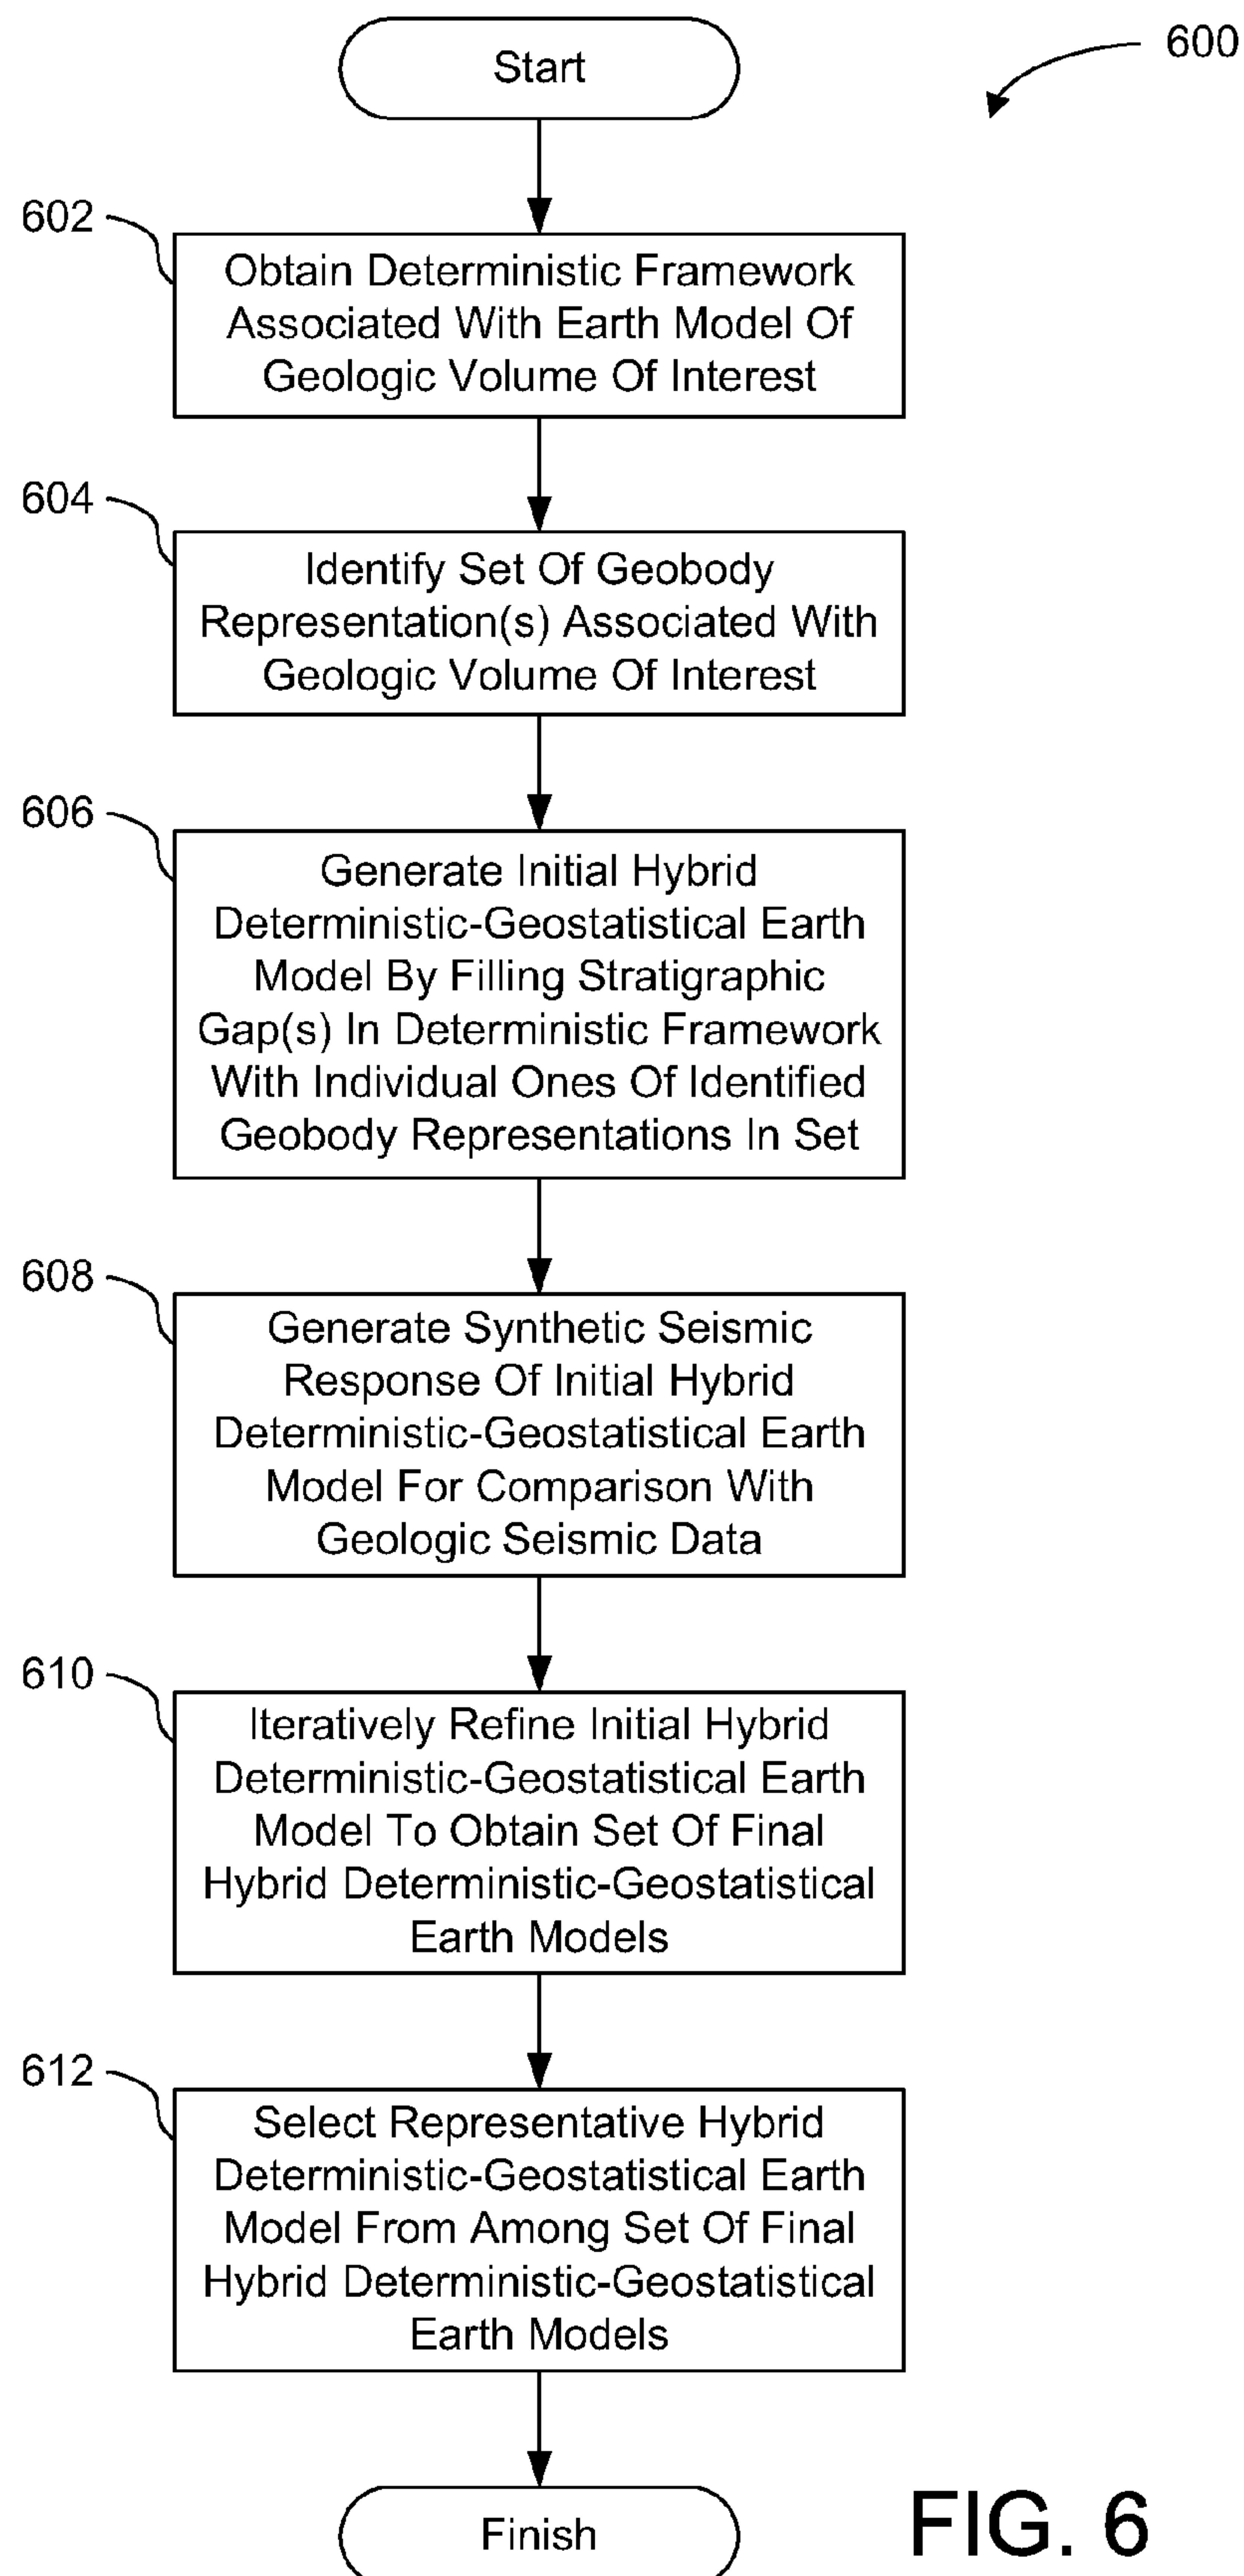 Start
600
602
Obtain Deterministic Framework
Associated With Earth Model Of
Geologic Volume Of Interest
604
Identify Set Of Geobody
Representation(s) Associated With
Geologic Volume Of Interest
606
Generate Initial Hybrid
Deterministic-Geostatistical Earth
Model By Filling Stratigraphic
Gap(s) In Deterministic Framework
With Individual Ones Of Identified
Geobody Representations In Set
608
Generate Synthetic Seismic
Response Of Initial Hybrid
Deterministic-Geostatistical Earth
Model For Comparison With
Geologic Seismic Data
610
Iteratively Refine Initial Hybrid
Deterministic-Geostatistical Earth
Model To Obtain Set Of Final
Hybrid Deterministic-Geostatistical
Earth Models
612
Select Representative Hybrid
Deterministic-Geostatistical Earth
Model From Among Set Of Final
Hybrid Deterministic-Geostatistical
Earth Models
Finish
FIG. 6